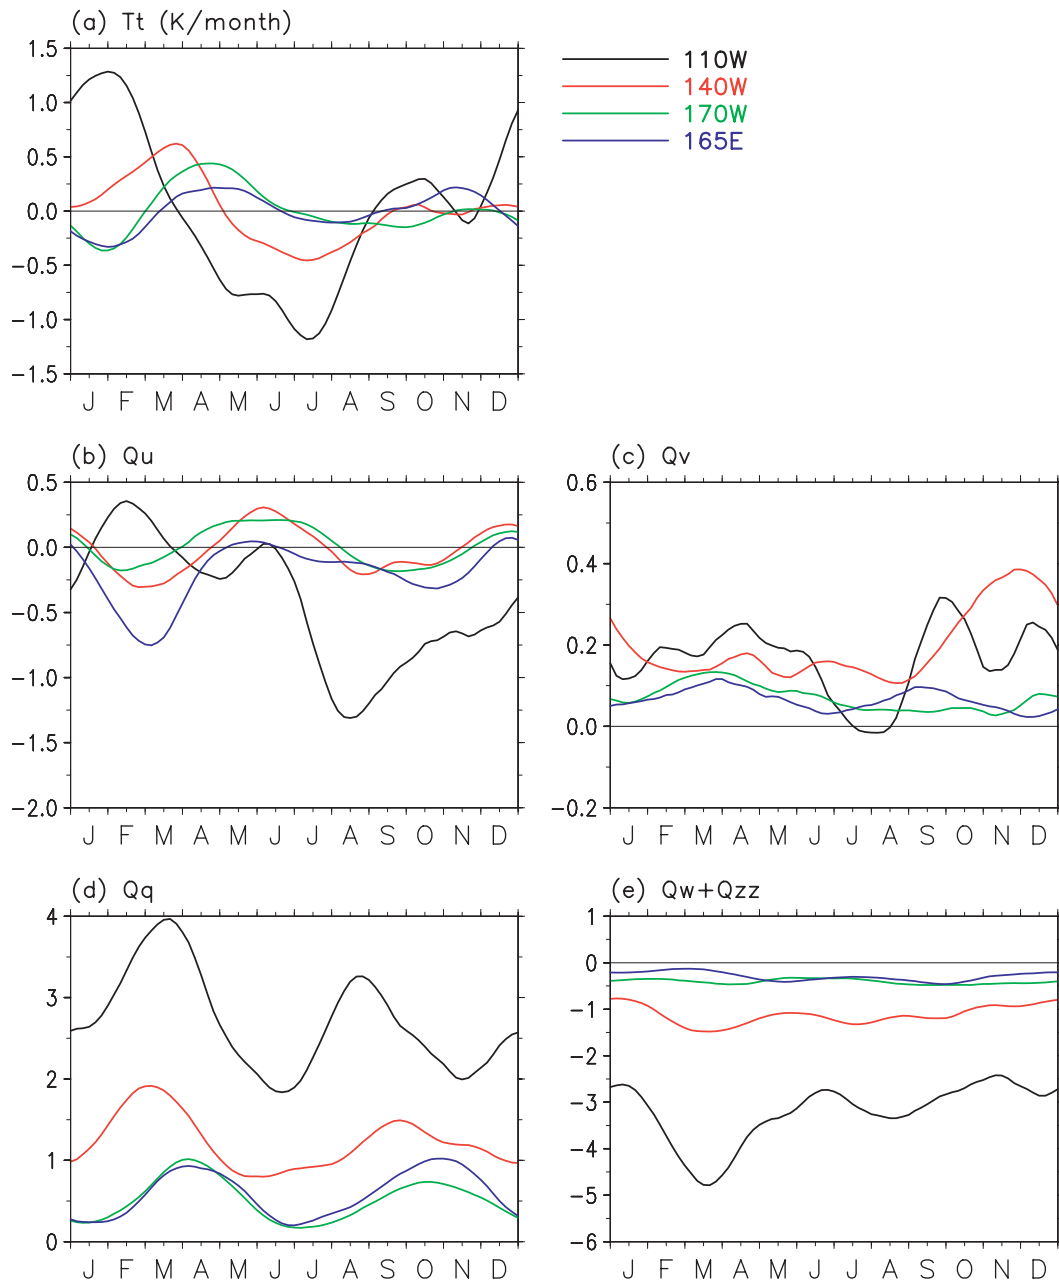 (a) Tt (K/month)
1.5
1.0
0.5
0.0
−0.5
−1.0
−1.5
J F M A M J J A S O N D
110W
140W
170W
165E
(b) Qu
0.5
0.0
−0.5
−1.0
−1.5
−2.0
J F M A M J J A S O N D
(c) Qv
0.6
0.4
0.2
0.0
−0.2
J F M A M J J A S O N D
(d) Qq
4
3
2
1
0
J F M A M J J A S O N D
(e) Qw+Qzz
1
0
−1
−2
−3
−4
−5
−6
J F M A M J J A S O N D